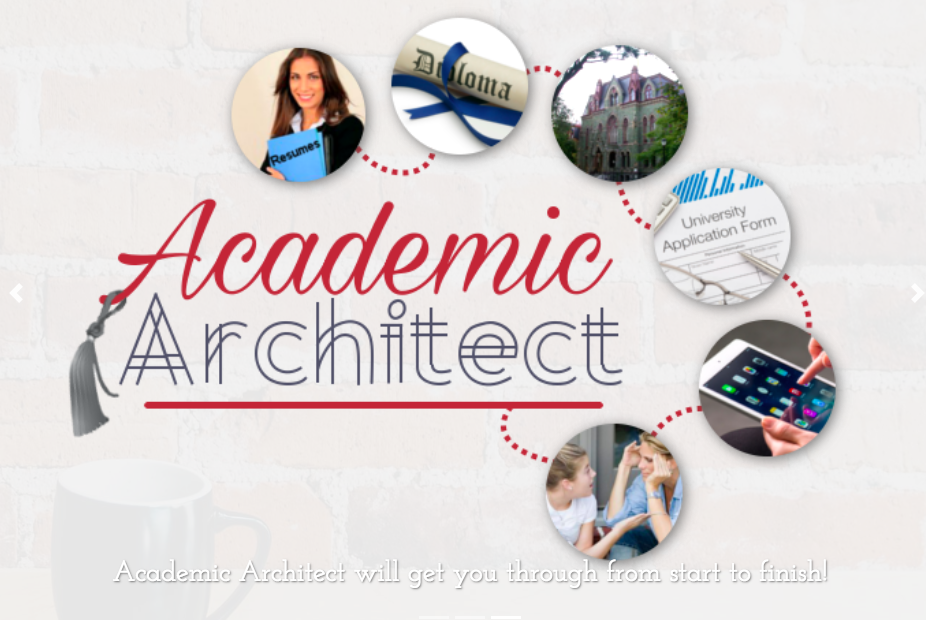 Resumes
Diploma
University
Application Form
Academic
Architect
Academic Architect will get you through from start to finish!